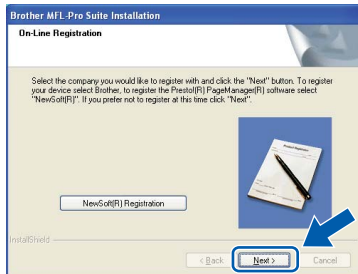 Brother MFL-Pro Suite Installation
On-Line Registration
Select the company you would like to register with and click the "Next" button. To register
your device select Brother, to register the Presto!(R) PageManager(R) software select
"NewSoft(R)". If you prefer not to register at this time click "Next".
Product Registration
NewSoft(R) Registration
InstallShield
< Back
Next >
Cancel